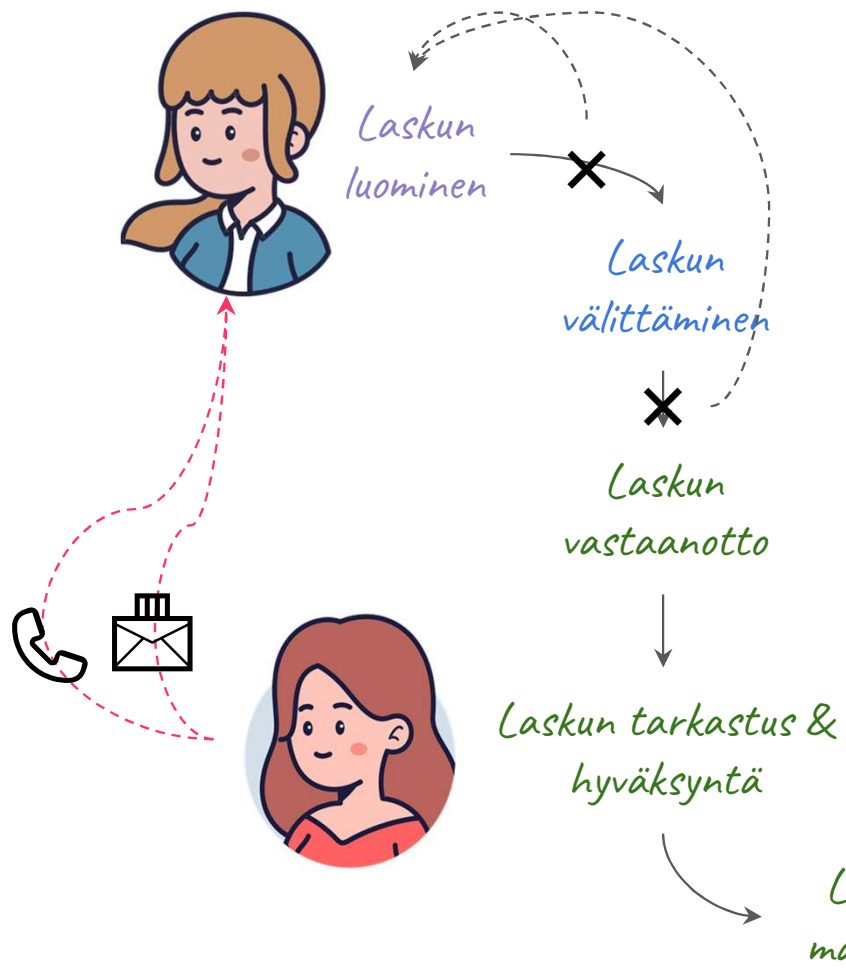 Laskun
luominen
Laskun
välittäminen
Laskun
vastaanotto
Laskun tarkastus &
hyväksyntä